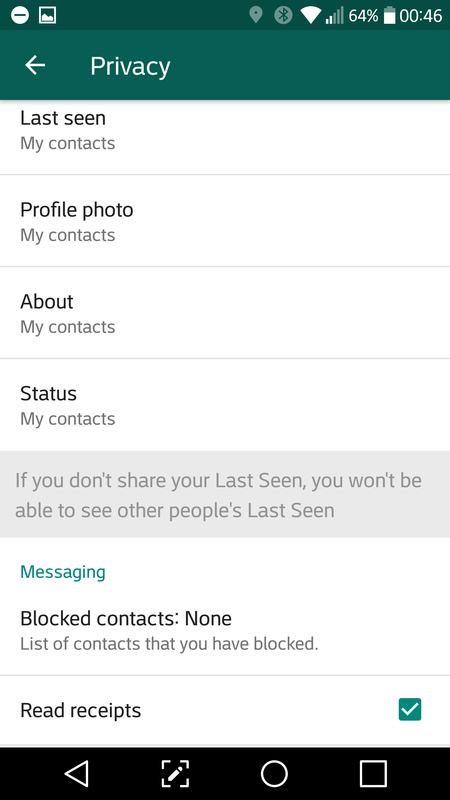 64% 00:46
Privacy
Last seen
My contacts
Profile photo
My contacts
About
My contacts
Status
My contacts
If you don't share your Last Seen, you won't be
able to see other people's Last Seen
Messaging
Blocked contacts: None
List of contacts that you have blocked.
Read receipts